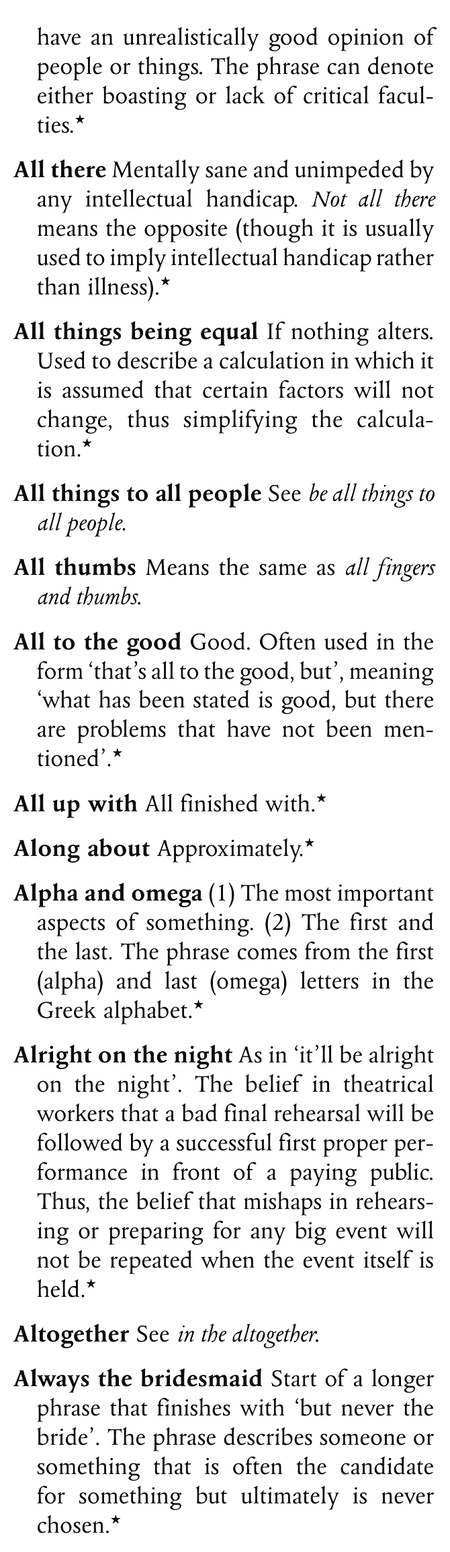 have an unrealistically good opinion of
people or things. The phrase can denote
either boasting or lack of critical facul-
ties.★
All there Mentally sane and unimpeded by
any intellectual handicap. Not all there
means the opposite (though it is usually
used to imply intellectual handicap rather
than illness).★
All things being equal If nothing alters.
Used to describe a calculation in which it
is assumed that certain factors will not
change, thus simplifying the calcula-
tion.★
All things to all people See be all things to
all people.
All thumbs Means the same as all fingers
and thumbs.
All to the good Good. Often used in the
form ‘that’s all to the good, but’, meaning
‘what has been stated is good, but there
are problems that have not been men-
tioned’.★
All up with All finished with.★
Along about Approximately.★
Alpha and omega (1) The most important
aspects of something. (2) The first and
the last. The phrase comes from the first
(alpha) and last (omega) letters in the
Greek alphabet.★
Alright on the night As in ‘it’ll be alright
on the night’. The belief in theatrical
workers that a bad final rehearsal will be
followed by a successful first proper per-
formance in front of a paying public.
Thus, the belief that mishaps in rehears-
ing or preparing for any big event will
not be repeated when the event itself is
held.★
Altogether See in the altogether.
Always the bridesmaid Start of a longer
phrase that finishes with ‘but never the
bride’. The phrase describes someone or
something that is often the candidate
for something but ultimately is never
chosen.★